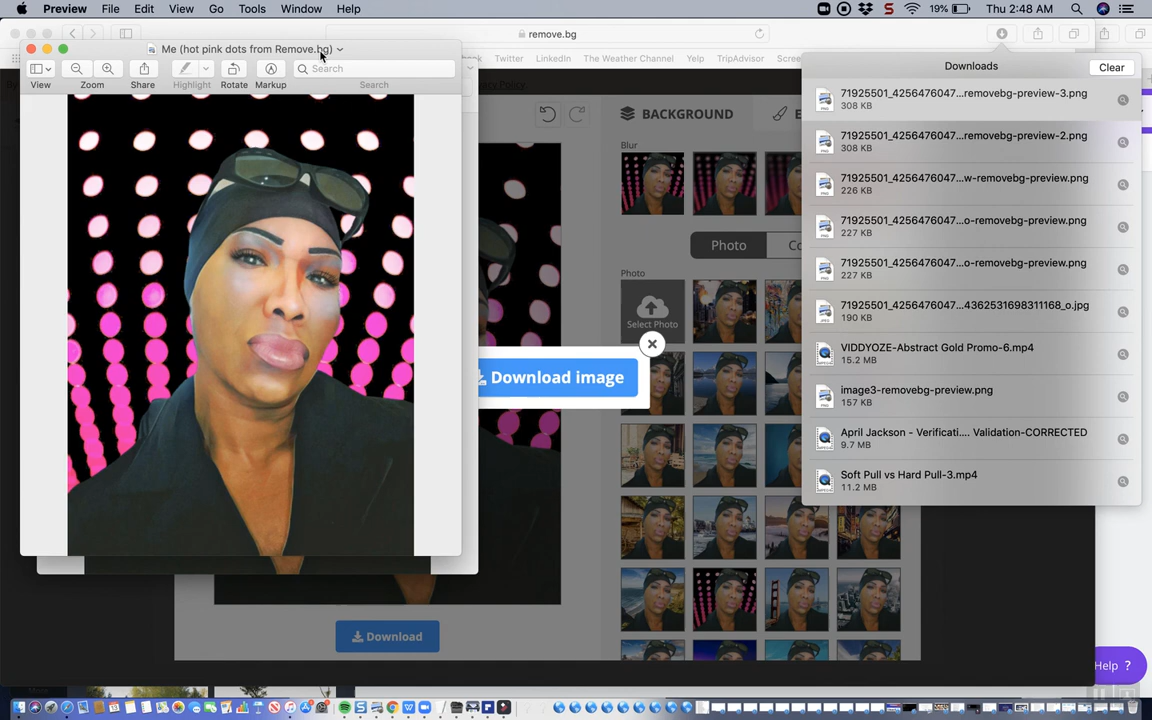 Preview File Edit View Go Tools Window Help
19% Thu 2:48 AM
remove.bg
Twitter LinkedIn The Weather Channel Yelp TripAdvisor
Me (hot pink dots from Remove.bg)
Search
View Zoom Share Highlight Rotate Markup Search
BACKGROUND
Blur
Photo
Photo
Select Photo
Download image
Download
Downloads
Clear
71925501_4256476047...removebg-preview-3.png
308 KB
71925501_4256476047...removebg-preview-2.png
308 KB
71925501_4256476047...w-removebg-preview.png
226 KB
71925501_4256476047...o-removebg-preview.png
227 KB
71925501_4256476047...o-removebg-preview.png
227 KB
71925501_4256476047...4362531698311168_o.jpg
190 KB
VIDDYOZE-Abstract Gold Promo-6.mp4
15.2 MB
image3-removebg-preview.png
157 KB
April Jackson - Verificati.... Validation-CORRECTED
9.7 MB
Soft Pull vs Hard Pull-3.mp4
11.2 MB
Help ?